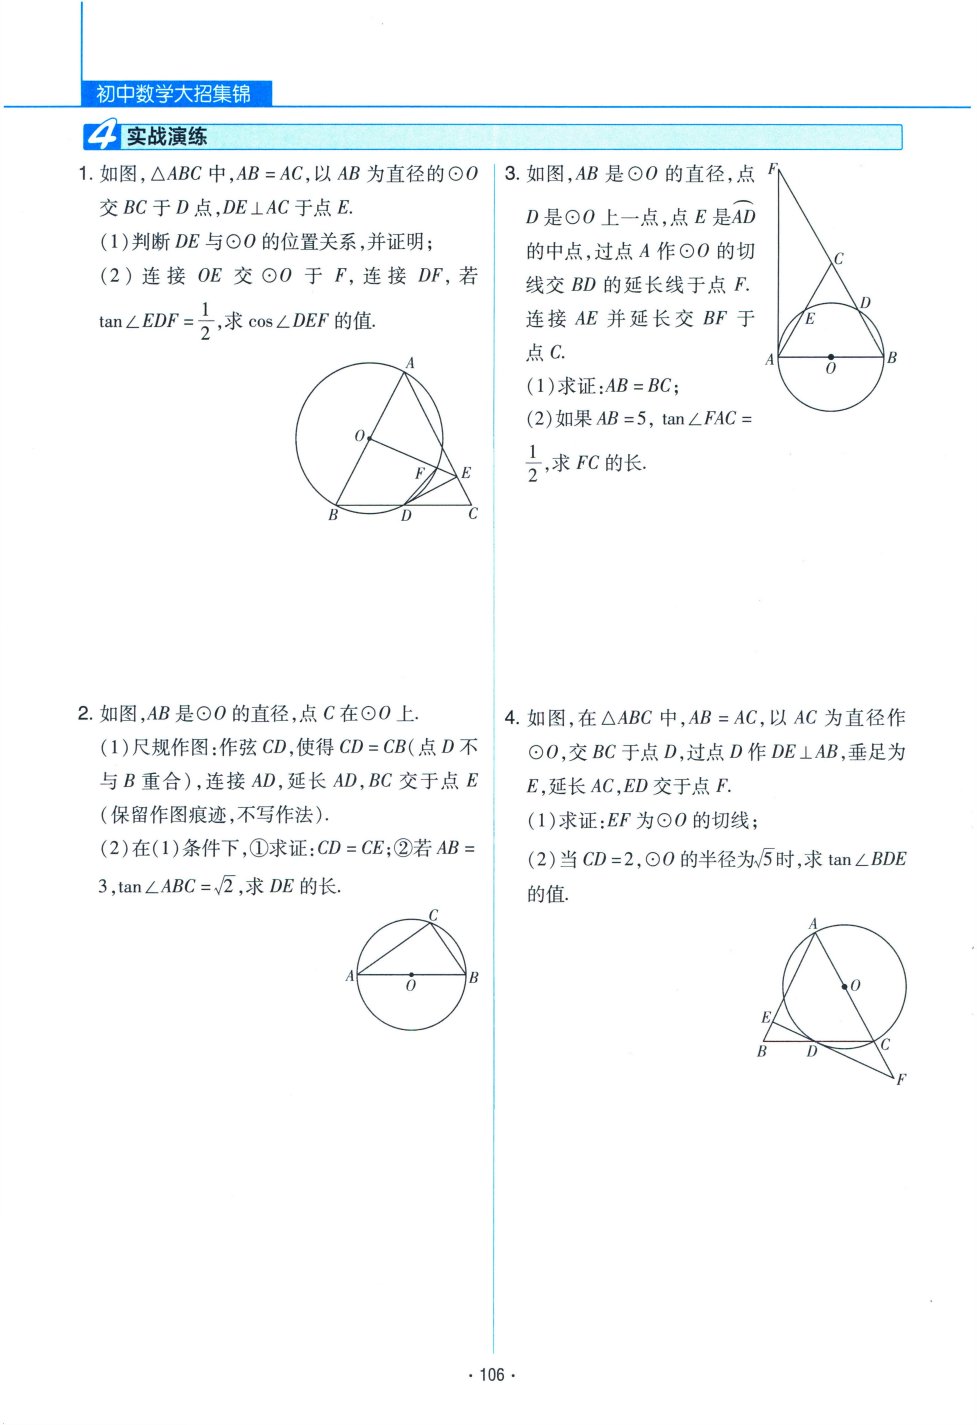 初中数学大招集锦
4 实战演练
1. 如图,△ABC 中,AB = AC,以 AB 为直径的⊙O
交 BC 于 D 点,DE⊥AC 于点 E.
(1)判断 DE 与⊙O 的位置关系,并证明;
(2) 连接 OE 交 ⊙O 于 F, 连接 DF, 若
tan∠EDF = 1/2,求 cos∠DEF 的值.
A
O
F
E
B
D
C
2. 如图,AB 是⊙O 的直径,点 C 在⊙O 上.
(1)尺规作图:作弦 CD,使得 CD = CB(点 D 不
与 B 重合),连接 AD,延长 AD,BC 交于点 E
(保留作图痕迹,不写作法).
(2)在(1)条件下,①求证:CD = CE;②若 AB =
3,tan∠ABC = √2,求 DE 的长.
C
A
O
B
3. 如图,AB 是⊙O 的直径,点
D 是⊙O 上一点,点 E 是A͡D
的中点,过点 A 作⊙O 的切
线交 BD 的延长线于点 F.
连接 AE 并延长交 BF 于
点 C.
(1)求证:AB = BC;
(2)如果 AB = 5, tan∠FAC =
1/2,求 FC 的长.
F
C
D
E
A
O
B
4. 如图,在△ABC 中,AB = AC,以 AC 为直径作
⊙O,交 BC 于点 D,过点 D 作 DE⊥AB,垂足为
E,延长 AC,ED 交于点 F.
(1)求证:EF 为⊙O 的切线;
(2)当 CD = 2,⊙O 的半径为√5时,求 tan∠BDE
的值.
A
O
E
B
D
C
F
· 106 ·